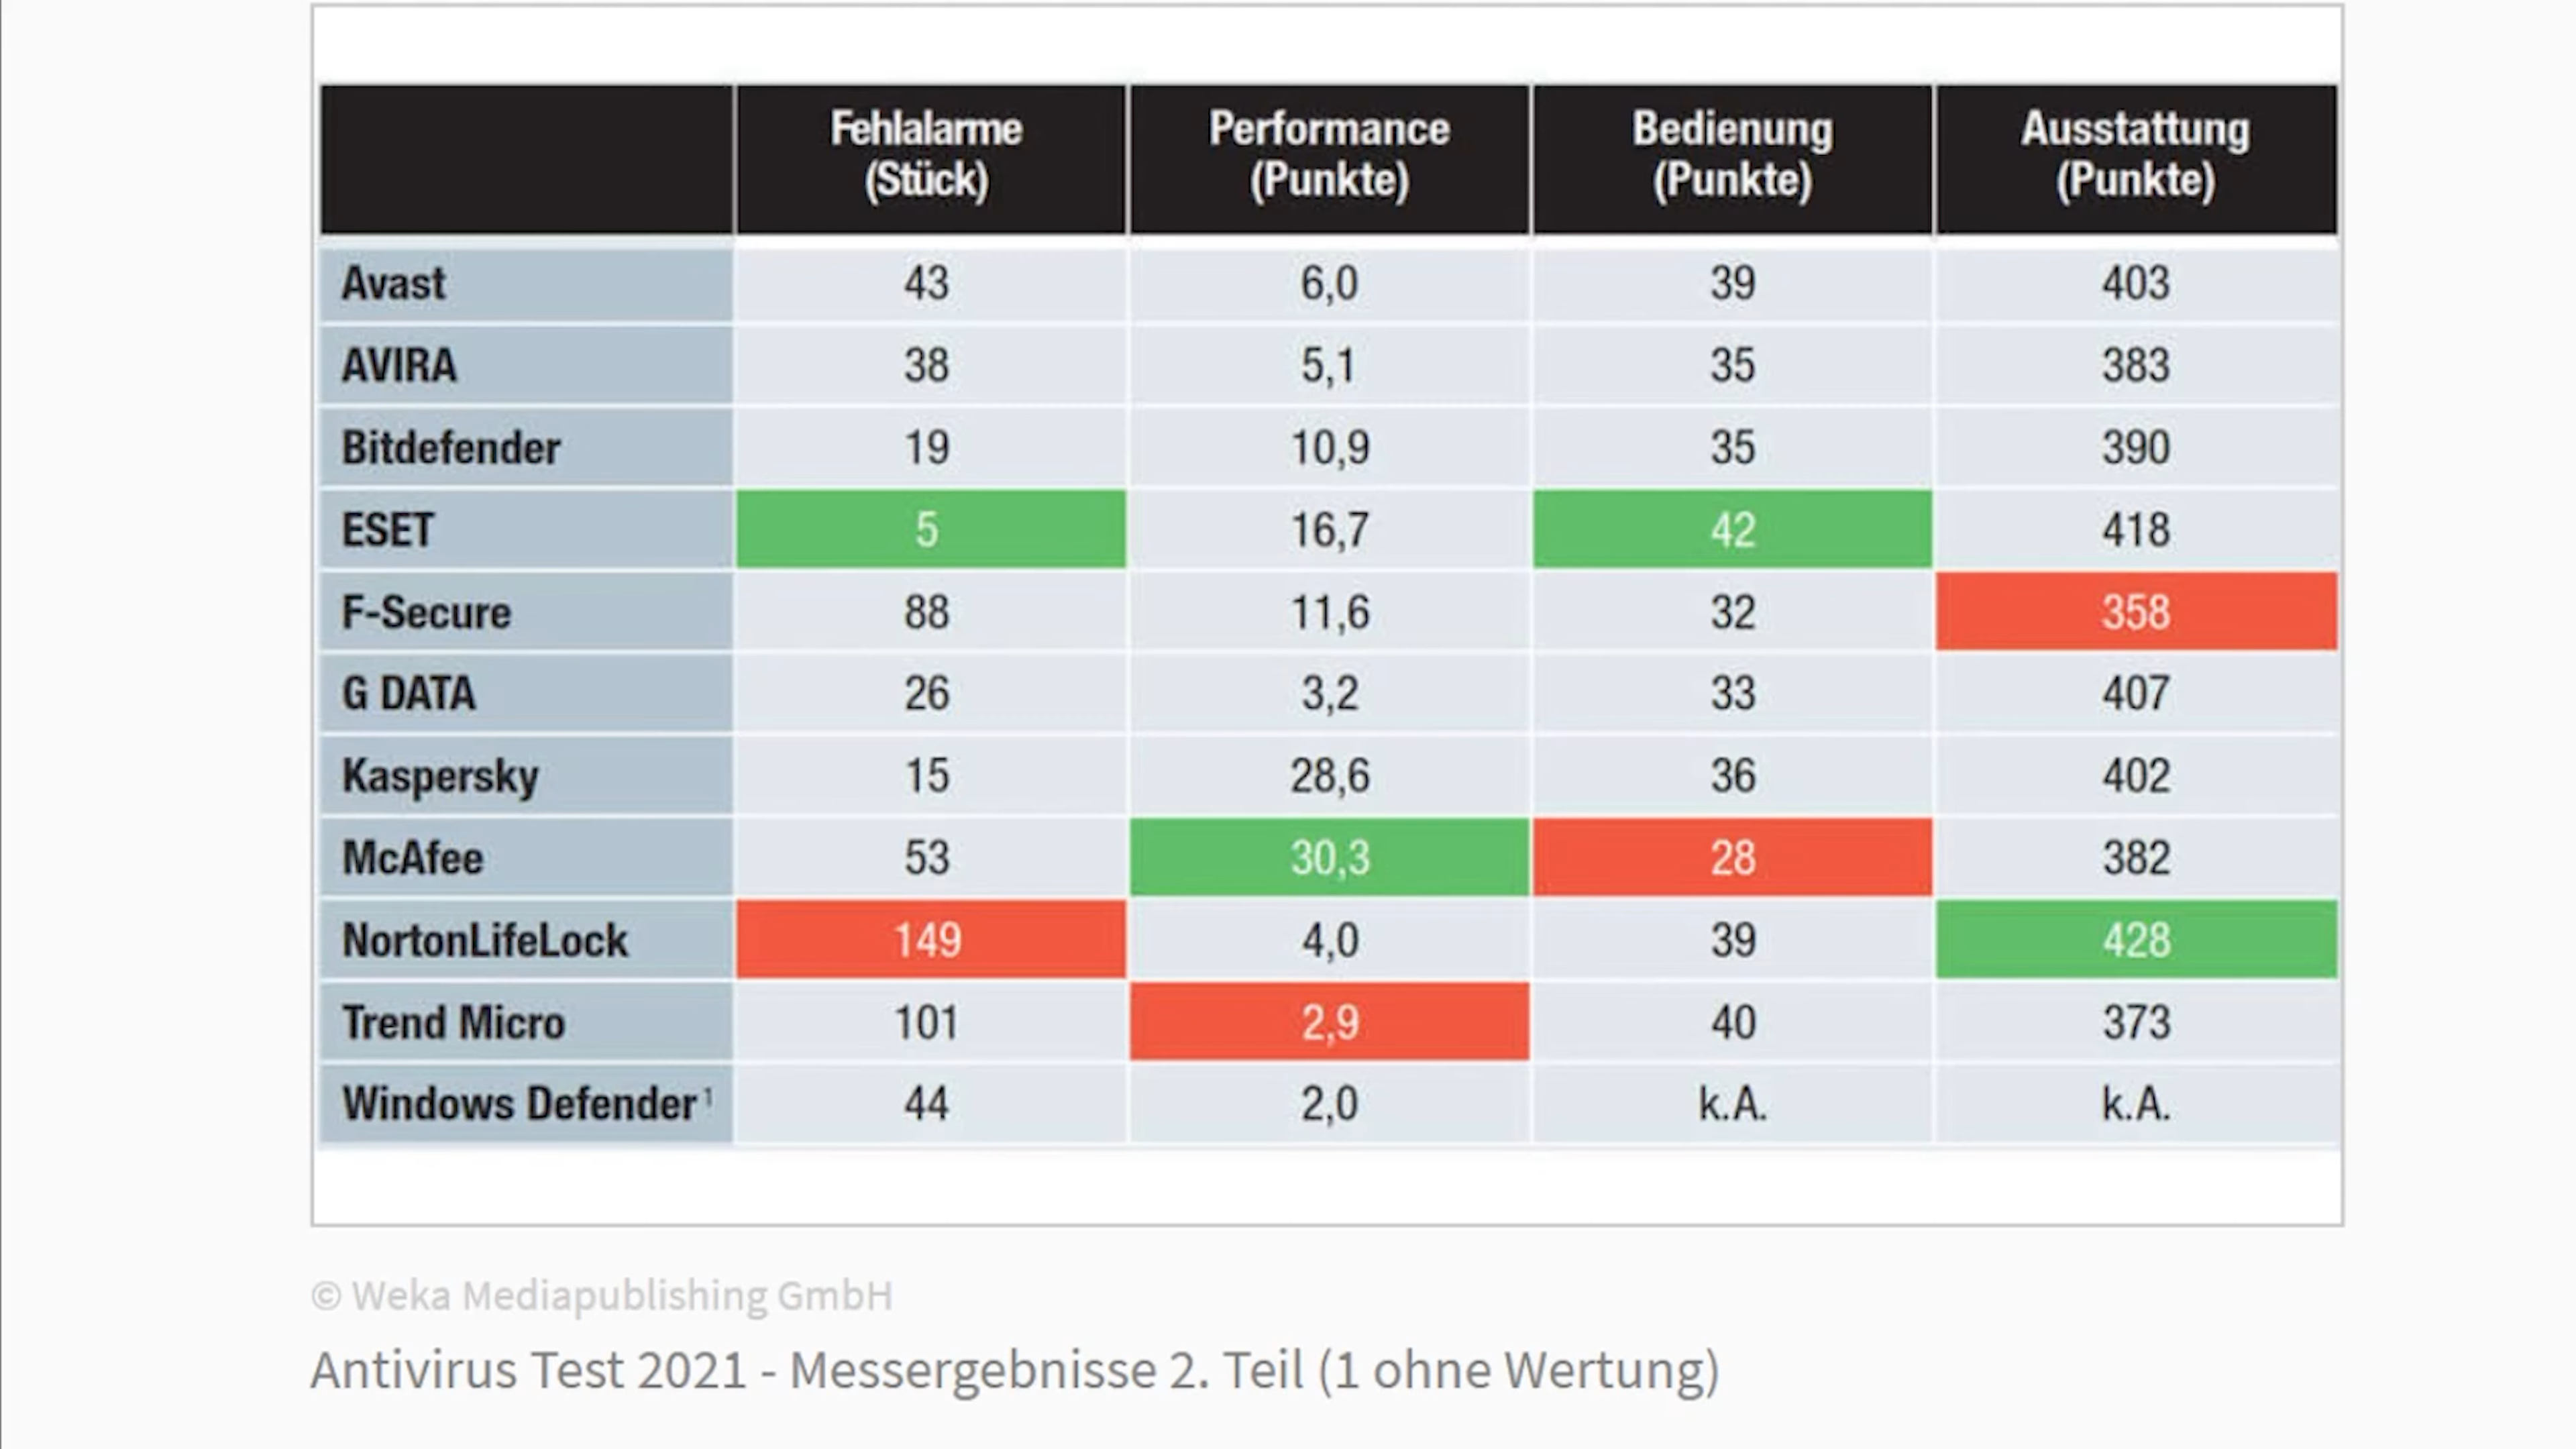 Fehlalarme (Stück) Performance (Punkte) Bedienung (Punkte) Ausstattung (Punkte)
Avast 43 6,0 39 403
AVIRA 38 5,1 35 383
Bitdefender 19 10,9 35 390
ESET 5 16,7 42 418
F-Secure 88 11,6 32 358
G DATA 26 3,2 33 407
Kaspersky 15 28,6 36 402
McAfee 53 30,3 28 382
NortonLifeLock 149 4,0 39 428
Trend Micro 101 2,9 40 373
Windows Defender ¹ 44 2,0 k.A. k.A.
© Weka Mediapublishing GmbH
Antivirus Test 2021 - Messergebnisse 2. Teil (1 ohne Wertung)